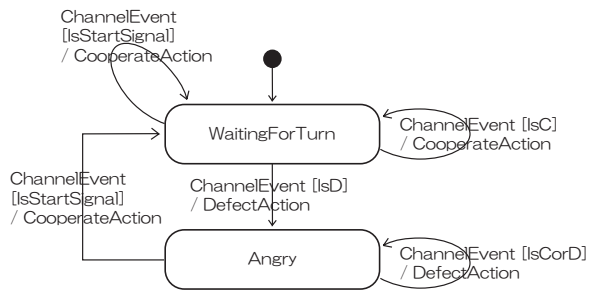 ChannelEvent
[IsStartSignal]
/ CooperateAction
WaitingForTurn
ChannelEvent [IsC]
/ CooperateAction
ChannelEvent
[IsStartSignal]
/ CooperateAction
ChannelEvent [IsD]
/ DefectAction
Angry
ChannelEvent [IsCorD]
/ DefectAction